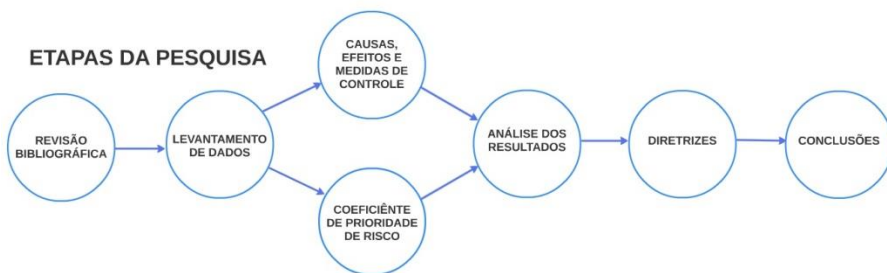 ETAPAS DA PESQUISA
REVISÃO
BIBLIOGRÁFICA
LEVANTAMENTO
DE DADOS
CAUSAS,
EFEITOS E
MEDIDAS DE
CONTROLE
COEFICIÊNTE
DE PRIORIDADE
DE RISCO
ANÁLISE DOS
RESULTADOS
DIRETRIZES
CONCLUSÕES